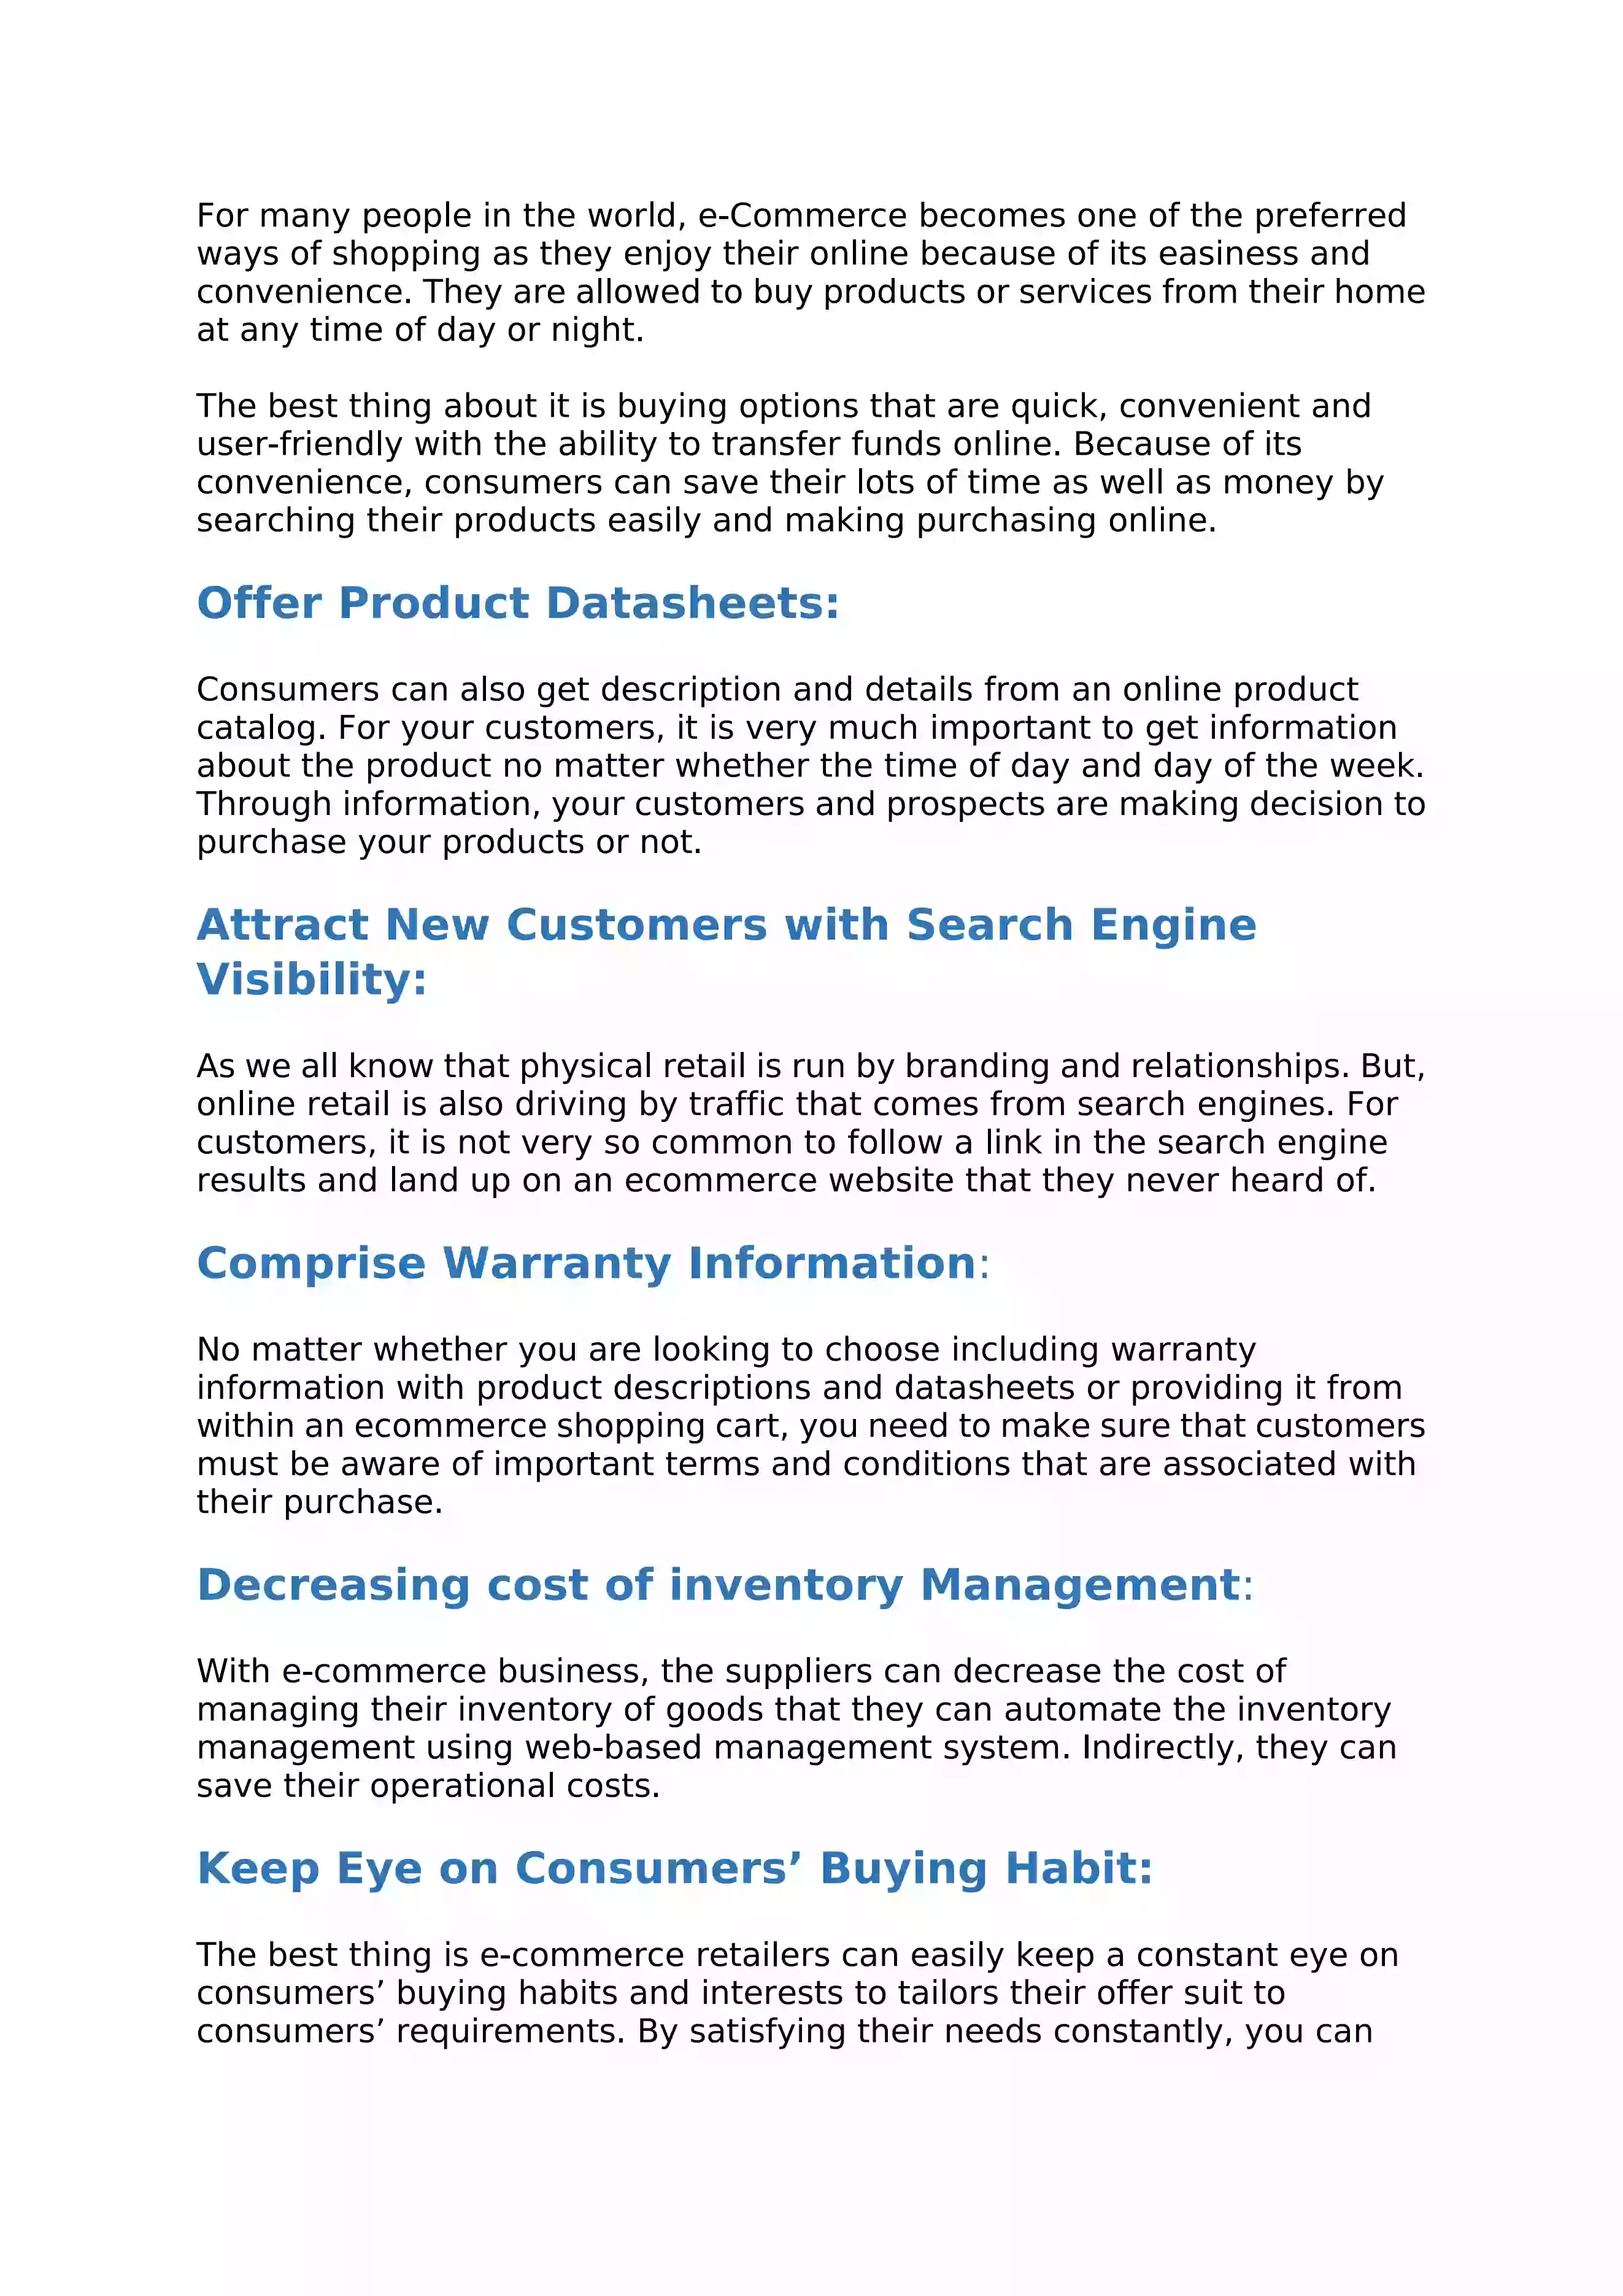 For many people in the world, e-Commerce becomes one of the preferred
ways of shopping as they enjoy their online because of its easiness and
convenience. They are allowed to buy products or services from their home
at any time of day or night.
The best thing about it is buying options that are quick, convenient and
user-friendly with the ability to transfer funds online. Because of its
convenience, consumers can save their lots of time as well as money by
searching their products easily and making purchasing online.
Offer Product Datasheets:
Consumers can also get description and details from an online product
catalog. For your customers, it is very much important to get information
about the product no matter whether the time of day and day of the week.
Through information, your customers and prospects are making decision to
purchase your products or not.
Attract New Customers with Search Engine
Visibility:
As we all know that physical retail is run by branding and relationships. But,
online retail is also driving by traffic that comes from search engines. For
customers, it is not very so common to follow a link in the search engine
results and land up on an ecommerce website that they never heard of.
Comprise Warranty Information:
No matter whether you are looking to choose including warranty
information with product descriptions and datasheets or providing it from
within an ecommerce shopping cart, you need to make sure that customers
must be aware of important terms and conditions that are associated with
their purchase.
Decreasing cost of inventory Management:
With e-commerce business, the suppliers can decrease the cost of
managing their inventory of goods that they can automate the inventory
management using web-based management system. Indirectly, they can
save their operational costs.
Keep Eye on Consumers’ Buying Habit:
The best thing is e-commerce retailers can easily keep a constant eye on
consumers’ buying habits and interests to tailors their offer suit to
consumers’ requirements. By satisfying their needs constantly, you can